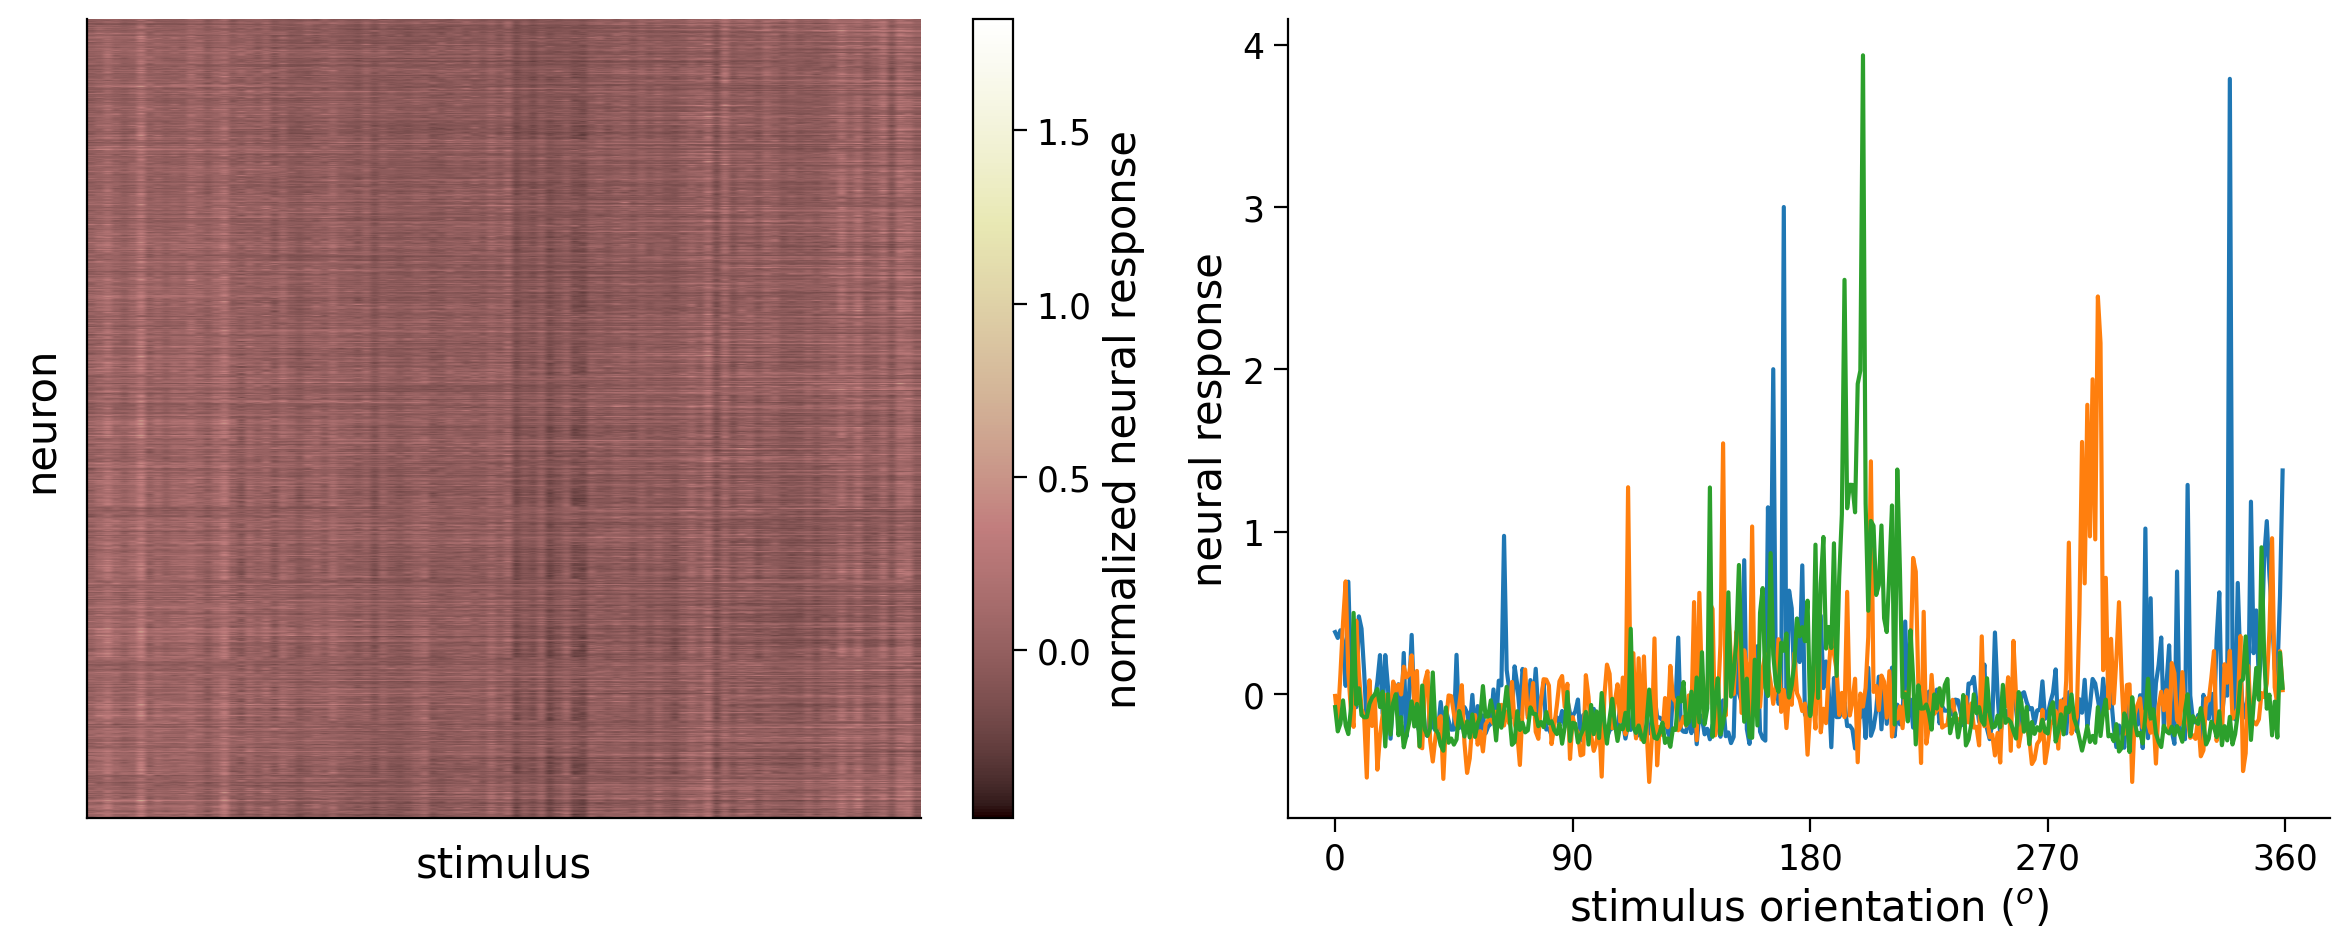 neuron
stimulus
1.5
1.0
0.5
0.0
normalized neural response
4
3
2
1
0
neural response
0 90 180 270 360
stimulus orientation (o)